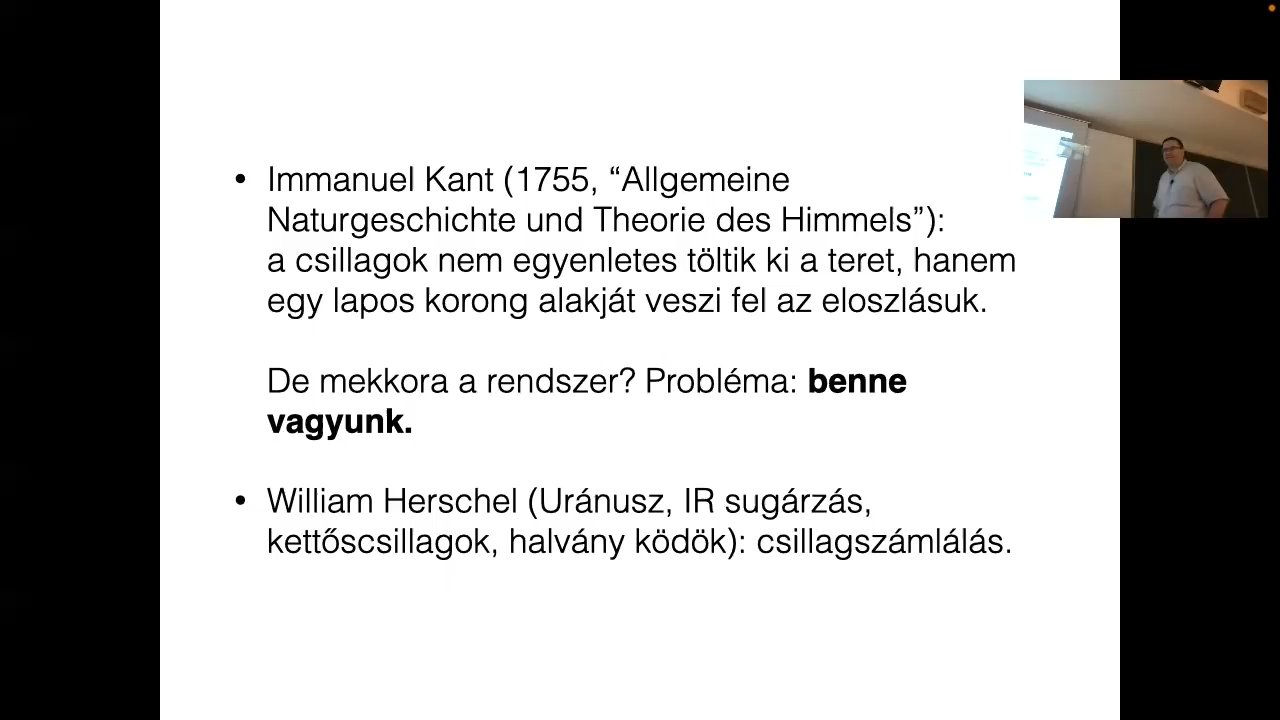 • Immanuel Kant (1755, “Allgemeine
Naturgeschichte und Theorie des Himmels”):
a csillagok nem egyenletes töltik ki a teret, hanem
egy lapos korong alakját veszi fel az eloszlásuk.
De mekkora a rendszer? Probléma: benne
vagyunk.
• William Herschel (Uránusz, IR sugárzás,
kettőscsillagok, halvány ködök): csillagszámlálás.